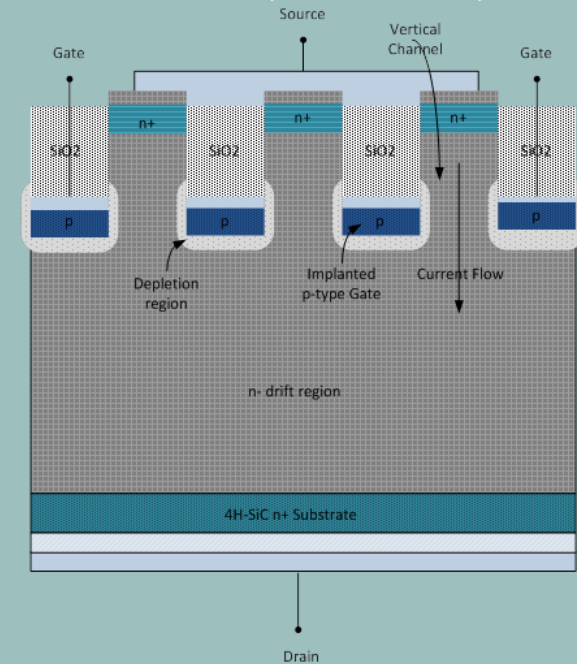 Source
Vertical
Channel
Gate
Gate
n+
n+
n+
SiO2
SiO2
SiO2
SiO2
p
p
p
p
Depletion
region
Implanted
p-type Gate
Current Flow
n- drift region
4H-SiC n+ Substrate
Drain